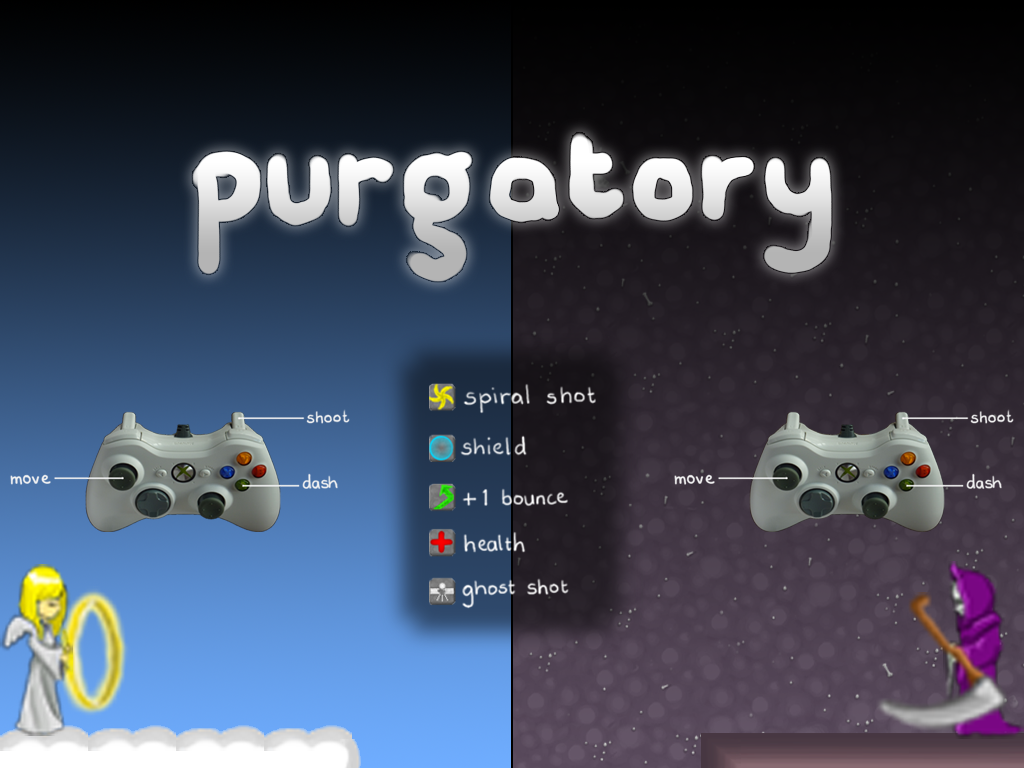 purgatory
shoot
move
dash
spiral shot
shield
+1 bounce
health
ghost shot
shoot
move
dash